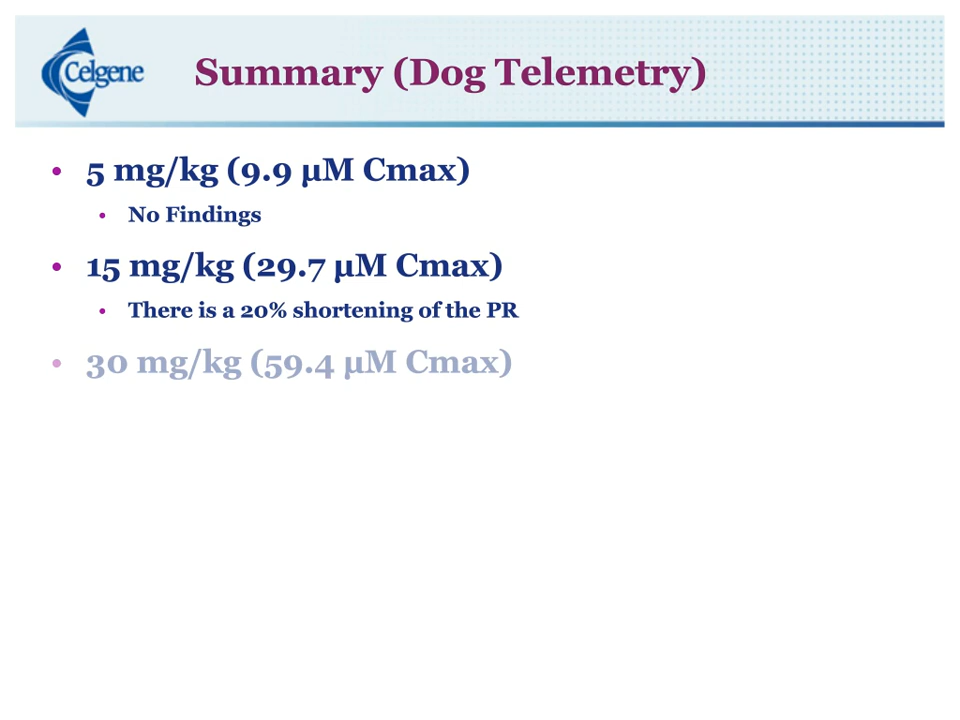 Celgene
Summary (Dog Telemetry)
• 5 mg/kg (9.9 µM Cmax)
• No Findings
• 15 mg/kg (29.7 µM Cmax)
• There is a 20% shortening of the PR
• 30 mg/kg (59.4 µM Cmax)